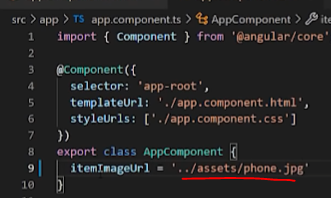 src > app > TS app.component.ts > AppComponent >
1 import { Component } from '@angular/core'
2
3 @Component({
4 selector: 'app-root',
5 templateUrl: './app.component.html',
6 styleUrls: ['./app.component.css']
7 })
8 export class AppComponent {
9 itemImageUrl = '../assets/phone.jpg'
10 }